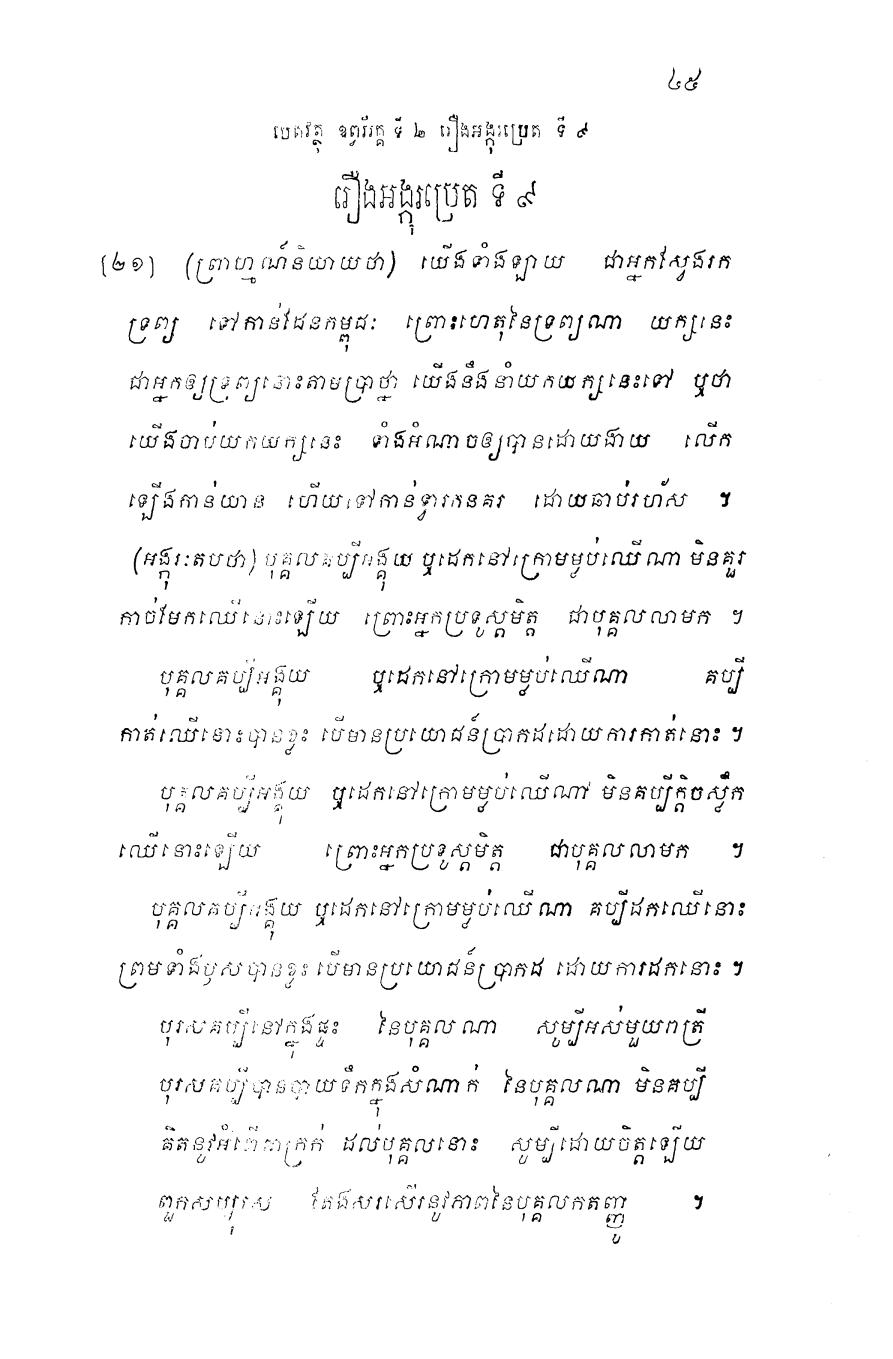 ៤៥
បេតវត្ថុ ឧព្វរីវគ្គ ទី ២ រឿងអង្កុរប្រេត ទី ៩
រឿងអង្កុរប្រេត ទី ៩
[២១] (ព្រាហ្មណ៍និយាយថា) យើងទាំងឡាយ ជាអ្នកស្វែងរក
ទ្រព្យ ទៅកាន់ដែនកម្ពុជៈ ព្រោះហេតុនៃទ្រព្យណា យក្សនេះ
ជាអ្នកឲ្យទ្រព្យនោះតាមប្រាថ្នា យើងនឹងនាំយកយក្សនេះទៅ ឬថា
យើងចាប់យកយក្សនេះ ទាំងអំណាចឲ្យបានដោយងាយ លើក
ឡើងកាន់យាន ហើយទៅកាន់ទ្វារកនគរ ដោយឆាប់រហ័ស ។
(អង្កុរៈតបថា) បុគ្គលគប្បីអង្គុយ ឬដេកនៅក្រោមម្លប់ឈើណា មិនគួរ
កាច់មែកឈើនោះឡើយ ព្រោះអ្នកប្រទូស្តមិត្ត ជាបុគ្គលលាមក ។
បុគ្គលគប្បីអង្គុយ ឬដេកនៅក្រោមម្លប់ឈើណា គប្បី
កាត់ឈើនោះបានខ្លះ បើមានប្រយោជន៍ប្រាកដដោយការកាត់នោះ ។
បុគ្គលគប្បីអង្គុយ ឬដេកនៅក្រោមម្លប់ឈើណា មិនគប្បីក្តិចស្លឹក
ឈើនោះឡើយ ព្រោះអ្នកប្រទូស្តមិត្ត ជាបុគ្គលលាមក ។
បុគ្គលគប្បីអង្គុយ ឬដេកនៅក្រោមម្លប់ឈើណា គប្បីដកឈើនោះ
ព្រមទាំងឫសបានខ្លះ បើមានប្រយោជន៍ប្រាកដ ដោយការដកនោះ ។
បុរសគប្បីនៅក្នុងផ្ទះ នៃបុគ្គលណា សូម្បីអស់មួយរាត្រី
បុរសគប្បីបានបាយទឹកក្នុងសំណាក់ នៃបុគ្គលណា មិនគប្បី
គិតនូវអំពើអាក្រក់ ដល់បុគ្គលនោះ សូម្បីដោយចិត្តឡើយ
ពួកសប្បុរស តែងសរសើរនូវភាពនៃបុគ្គលកតញ្ញូ ។